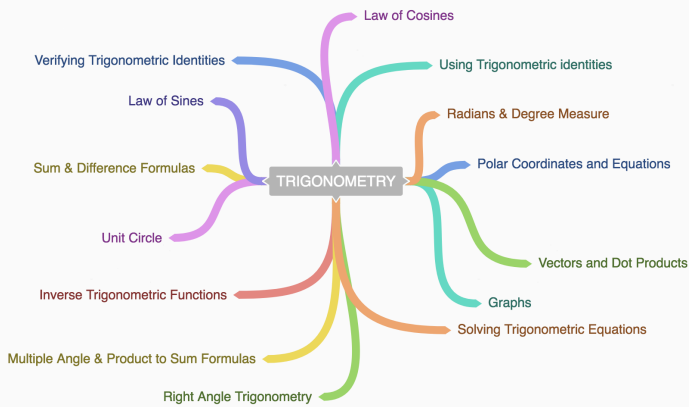 Law of Cosines
Verifying Trigonometric Identities
Using Trigonometric identities
Law of Sines
Radians & Degree Measure
Sum & Difference Formulas
Polar Coordinates and Equations
TRIGONOMETRY
Unit Circle
Vectors and Dot Products
Inverse Trigonometric Functions
Graphs
Solving Trigonometric Equations
Multiple Angle & Product to Sum Formulas
Right Angle Trigonometry